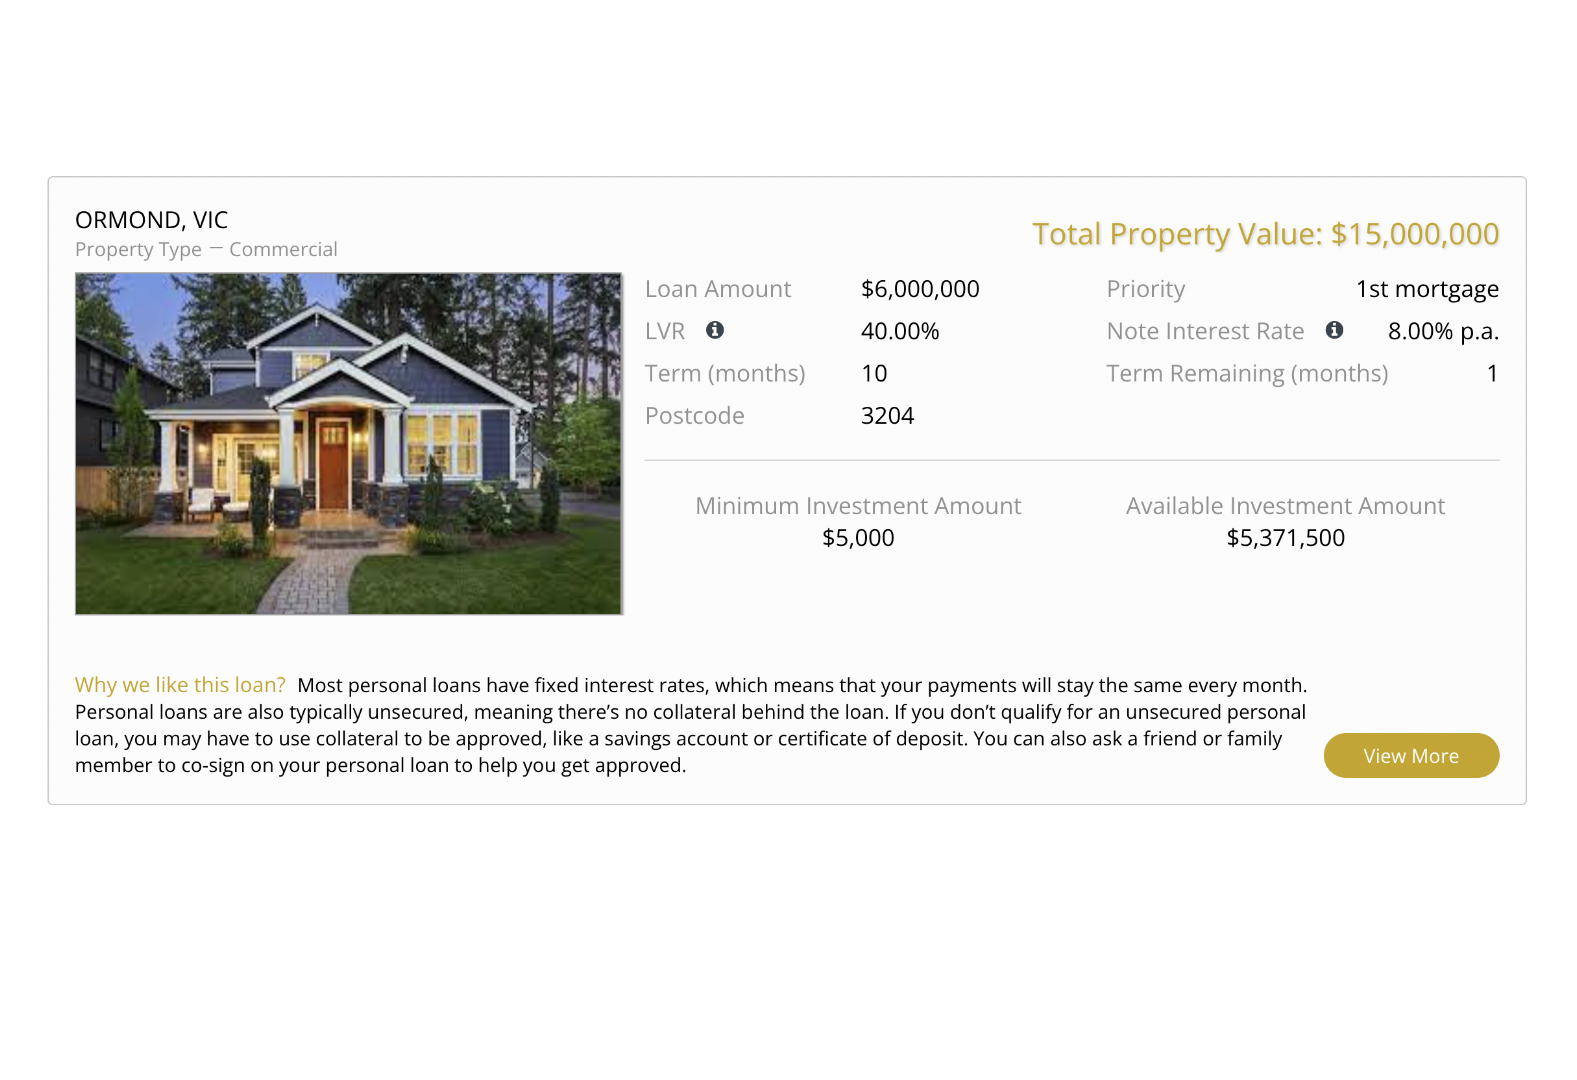 ORMOND, VIC
Property Type — Commercial
Total Property Value: $15,000,000
Loan Amount $6,000,000 Priority 1st mortgage
LVR 40.00% Note Interest Rate 8.00% p.a.
Term (months) 10 Term Remaining (months) 1
Postcode 3204
Minimum Investment Amount Available Investment Amount
$5,000 $5,371,500
Why we like this loan? Most personal loans have fixed interest rates, which means that your payments will stay the same every month.
Personal loans are also typically unsecured, meaning there’s no collateral behind the loan. If you don’t qualify for an unsecured personal
loan, you may have to use collateral to be approved, like a savings account or certificate of deposit. You can also ask a friend or family
member to co-sign on your personal loan to help you get approved.
View More